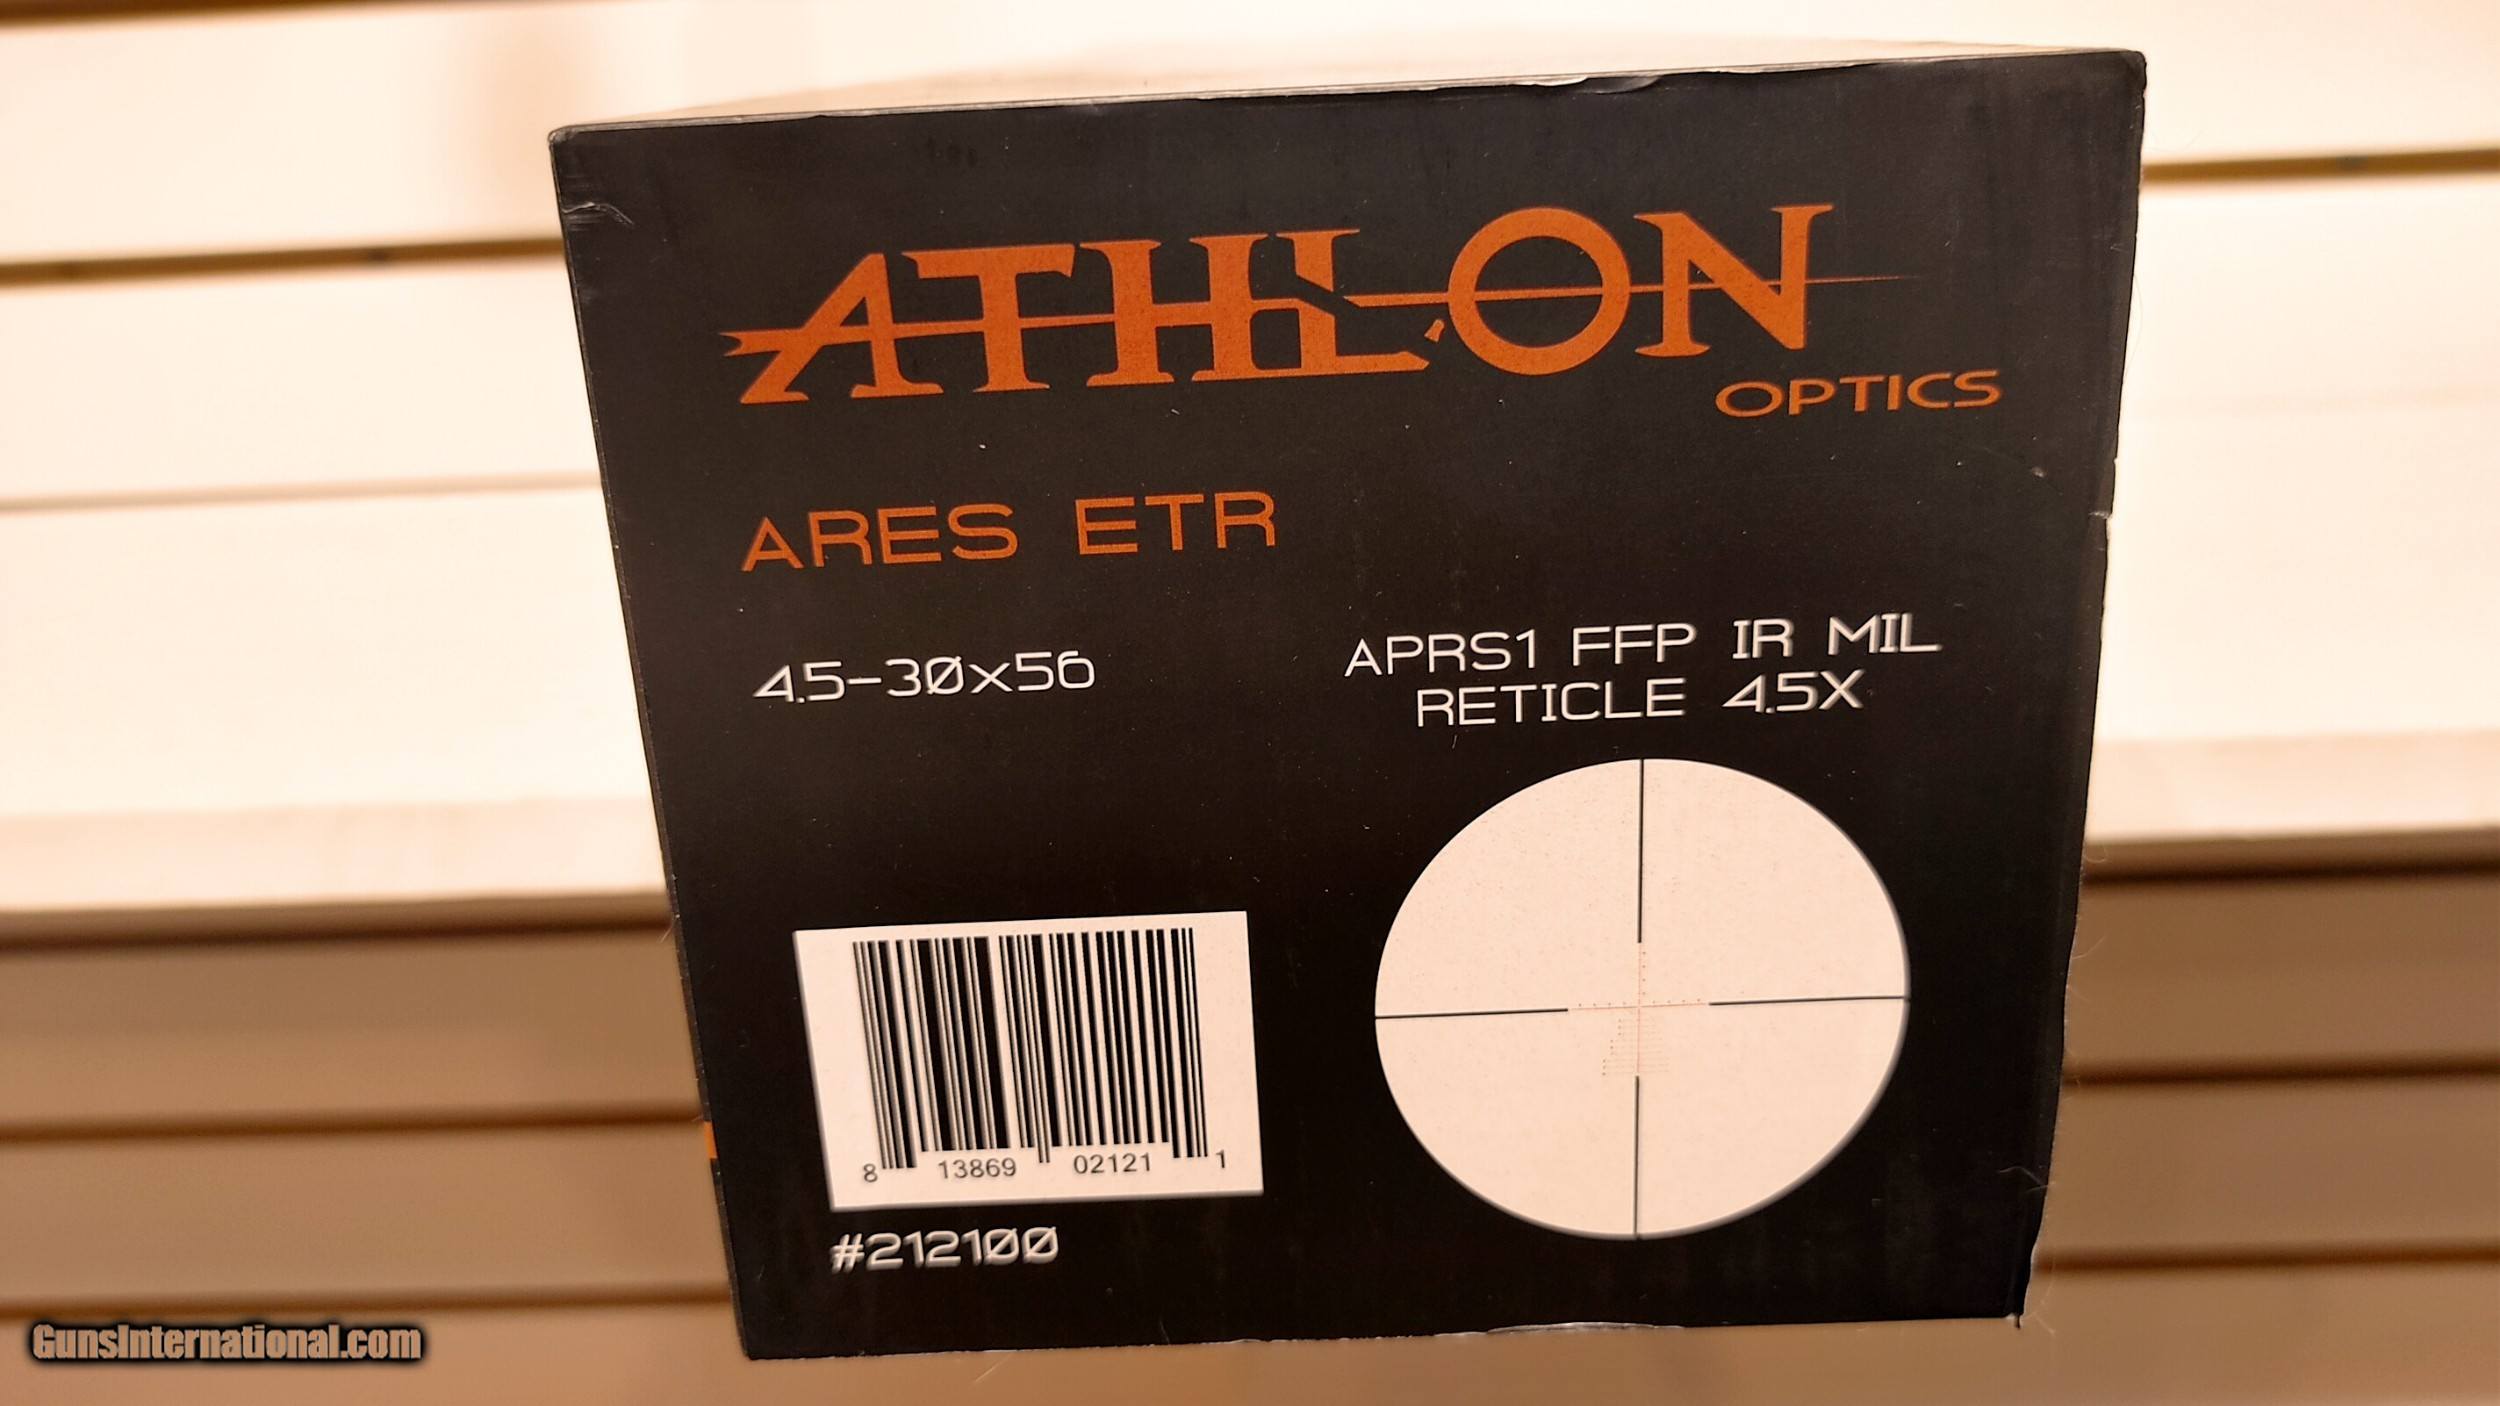 ATHLON
OPTICS
ARES ETR
4.5-30x56
APRS1 FFP IR MIL
RETICLE 4.5X
8 13869 02121 1
#212100
GunsInternational.com